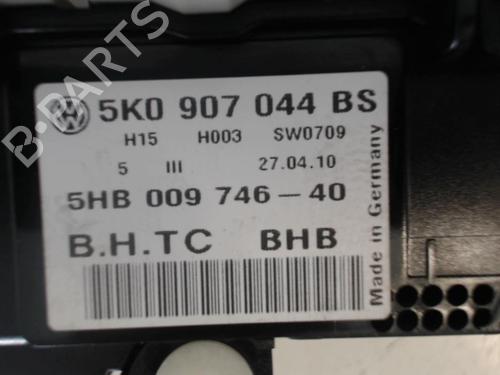 B-PARTS
5K0 907 044 BS
H15 H003 SW0709
5 III 27.04.10
5HB 009 746-40
B.H.TC BHB
Made in Germany